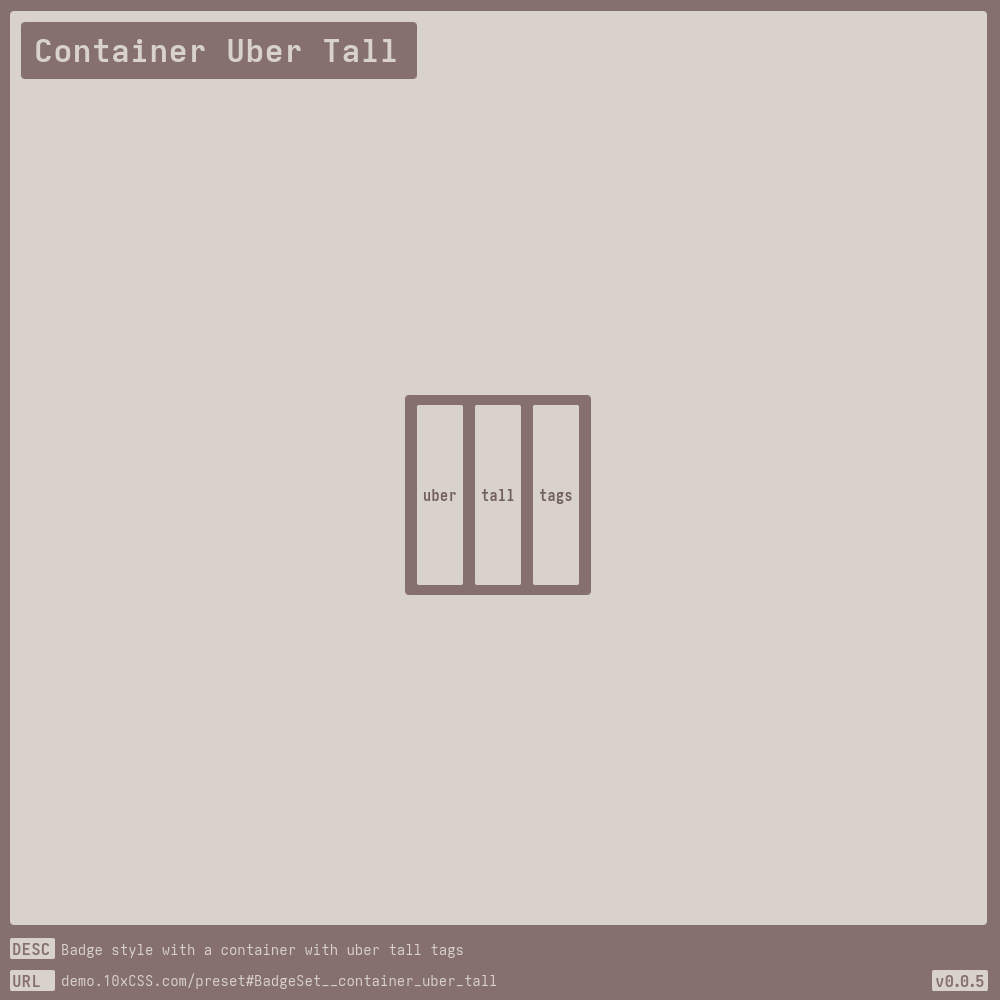 Container Uber Tall
uber tall tags
DESC Badge style with a container with uber tall tags
URL demo.10xCSS.com/preset#BadgeSet__container_uber_tall v0.0.5